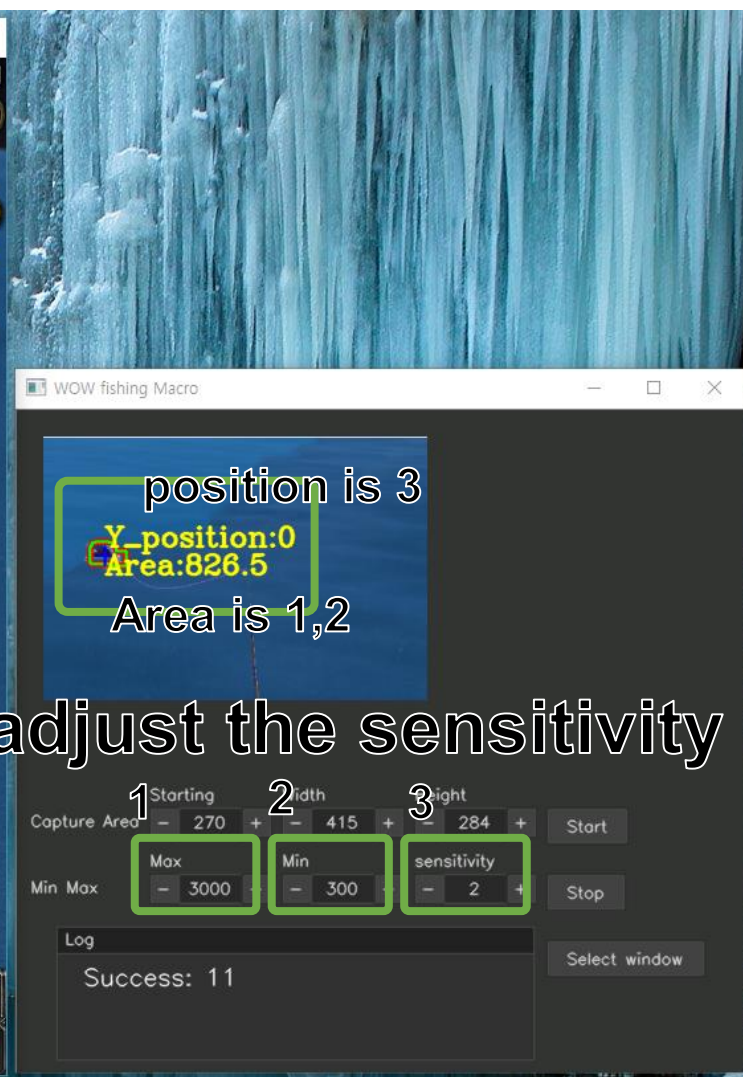 WOW fishing Macro
position is 3
Y_position:0
Area:826.5
Area is 1,2
adjust the sensitivity
1 Starting 2 3
Capture Area - 270 + - 415 + - 284 + Start
Max Min sensitivity
Min Max - 3000 - 300 - 2 + Stop
Log
Success: 11
Select window